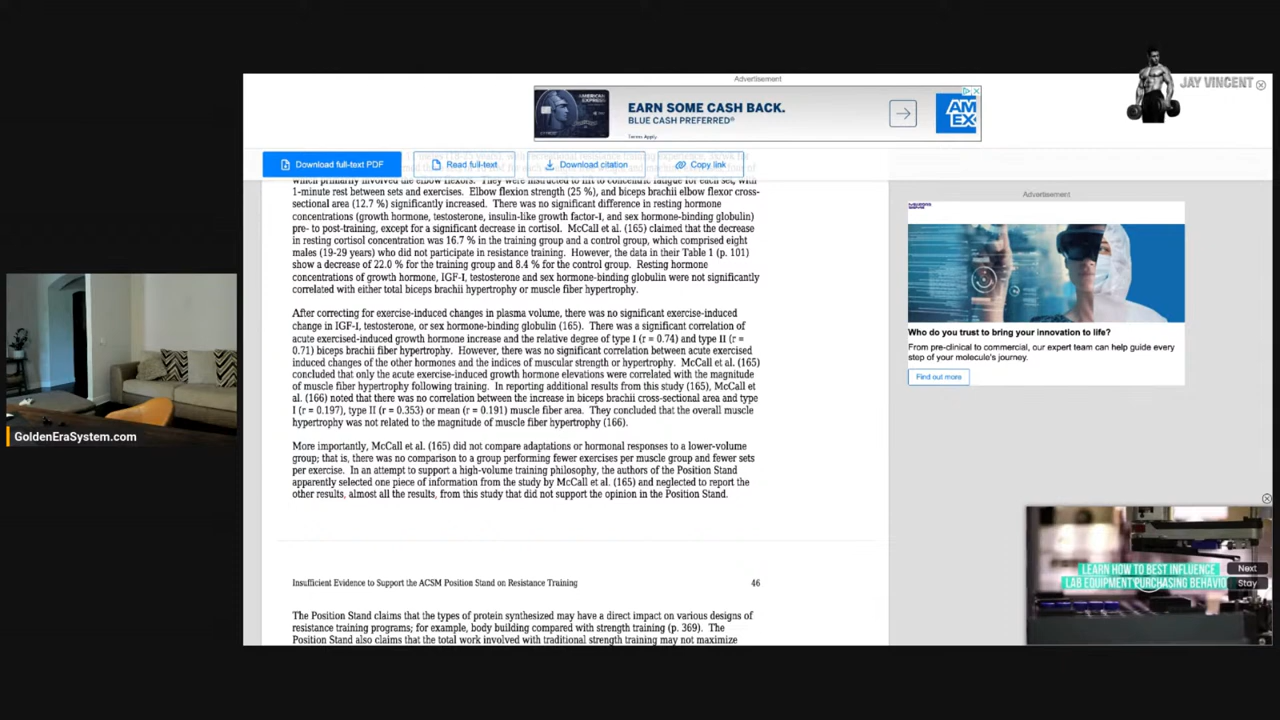 Advertisement
AMERICAN EXPRESS
EARN SOME CASH BACK.
BLUE CASH PREFERRED®
Terms Apply
AM
EX
JAY VINCENT
Download full-text PDF
Read full-text
Download citation
Copy link
which primarily involved the elbow flexors. They were instructed to lift to concentric fatigue for each set, with
1-minute rest between sets and exercises. Elbow flexion strength (25 %), and biceps brachii elbow flexor cross-
sectional area (12.7 %) significantly increased. There was no significant difference in resting hormone
concentrations (growth hormone, testosterone, insulin-like growth factor-I, and sex hormone-binding globulin)
pre- to post-training, except for a significant decrease in cortisol. McCall et al. (165) claimed that the decrease
in resting cortisol concentration was 16.7 % in the training group and a control group, which comprised eight
males (19-29 years) who did not participate in resistance training. However, the data in their Table 1 (p. 101)
show a decrease of 22.0 % for the training group and 8.4 % for the control group. Resting hormone
concentrations of growth hormone, IGF-I, testosterone and sex hormone-binding globulin were not significantly
correlated with either total biceps brachii hypertrophy or muscle fiber hypertrophy.
After correcting for exercise-induced changes in plasma volume, there was no significant exercise-induced
change in IGF-I, testosterone, or sex hormone-binding globulin (165). There was a significant correlation of
acute exercised-induced growth hormone increase and the relative degree of type I (r = 0.74) and type II (r =
0.71) biceps brachii fiber hypertrophy. However, there was no significant correlation between acute exercised
induced changes of the other hormones and the indices of muscular strength or hypertrophy. McCall et al. (165)
concluded that only the acute exercise-induced growth hormone elevations were correlated with the magnitude
of muscle fiber hypertrophy following training. In reporting additional results from this study (165), McCall et
al. (166) noted that there was no correlation between the increase in biceps brachii cross-sectional area and type
I (r = 0.197), type II (r = 0.353) or mean (r = 0.191) muscle fiber area. They concluded that the overall muscle
hypertrophy was not related to the magnitude of muscle fiber hypertrophy (166).
More importantly, McCall et al. (165) did not compare adaptations or hormonal responses to a lower-volume
group; that is, there was no comparison to a group performing fewer exercises per muscle group and fewer sets
per exercise. In an attempt to support a high-volume training philosophy, the authors of the Position Stand
apparently selected one piece of information from the study by McCall et al. (165) and neglected to report the
other results, almost all the results, from this study that did not support the opinion in the Position Stand.
Insufficient Evidence to Support the ACSM Position Stand on Resistance Training 46
The Position Stand claims that the types of protein synthesized may have a direct impact on various designs of
resistance training programs; for example, body building compared with strength training (p. 369). The
Position Stand also claims that the total work involved with traditional strength training may not maximize
Advertisement
Who do you trust to bring your innovation to life?
From pre-clinical to commercial, our expert team can help guide every
step of your molecule's journey.
Find out more
GoldenEraSystem.com
LEARN HOW TO BEST INFLUENCE
LAB EQUIPMENT PURCHASING BEHAVIO
Next
Stay